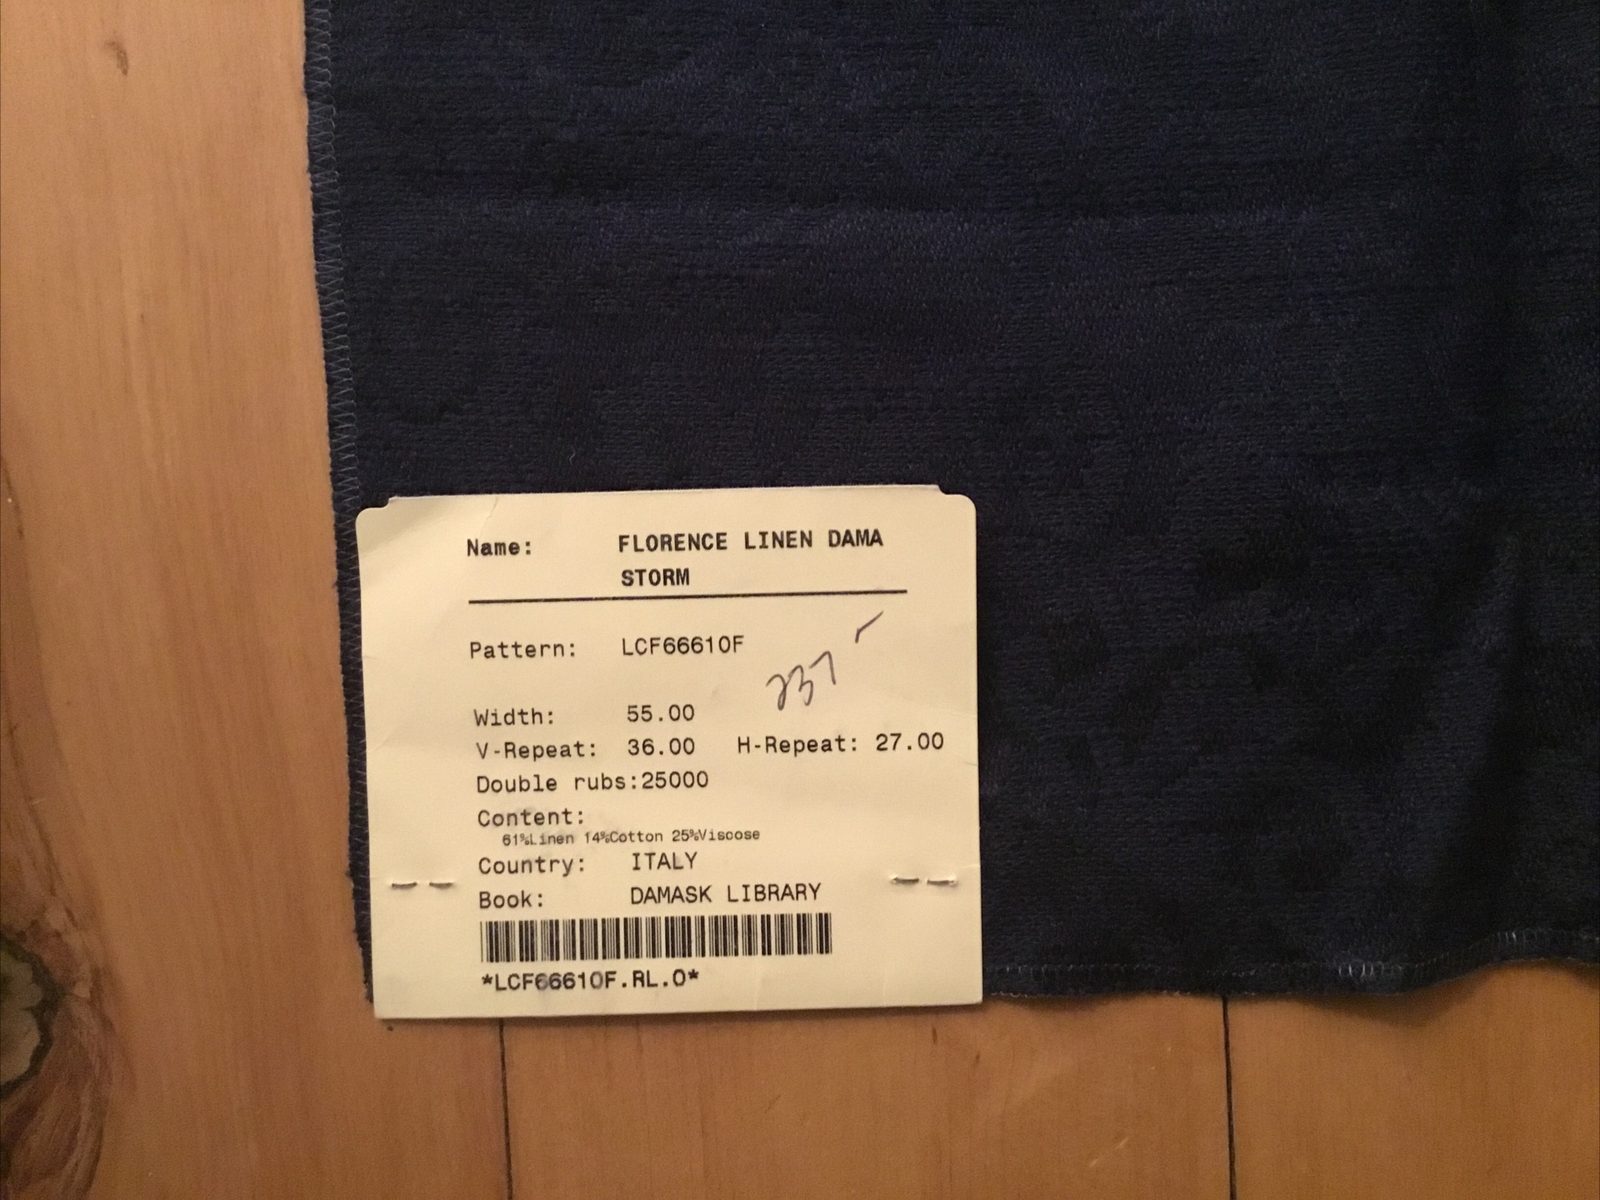 Name: FLORENCE LINEN DAMA
STORM
Pattern: LCF66610F
237
Width: 55.00
V-Repeat: 36.00 H-Repeat: 27.00
Double rubs:25000
Content:
61%Linen 14%Cotton 25%Viscose
Country: ITALY
Book: DAMASK LIBRARY
*LCF66610F.RL.0*